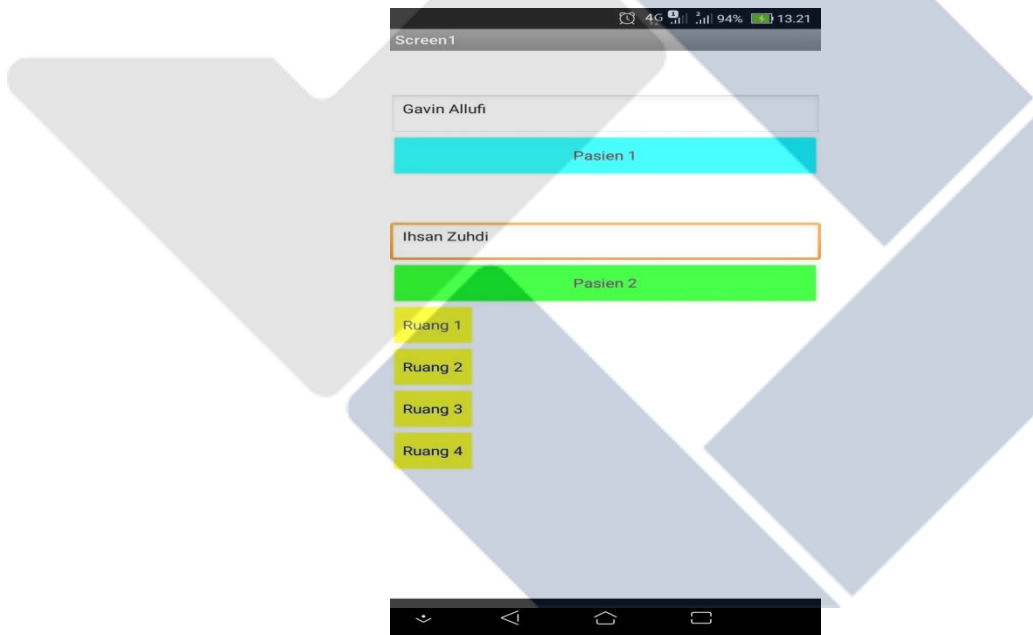 4G 94% 13.21
Screen1
Gavin Allufi
Pasien 1
Ihsan Zuhdi
Pasien 2
Ruang 1
Ruang 2
Ruang 3
Ruang 4